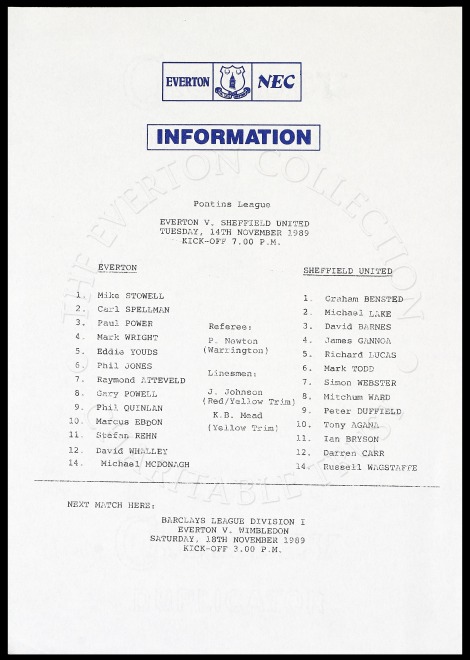 EVERTON NEC
INFORMATION
Pontins League
EVERTON V. SHEFFIELD UNITED
TUESDAY, 14TH NOVEMBER 1989
KICK-OFF 7.00 P.M.
EVERTON
1. Mike STOWELL
2. Carl SPELLMAN
3. Paul POWER
4. Mark WRIGHT
5. Eddie YOUDS
6. Phil JONES
7. Raymond ATTEVELD
8. Gary POWELL
9. Phil QUINLAN
10. Marcus EBDON
11. Stefan REHN
12. David WHALLEY
14. Michael MCDONAGH
Referee:
P. Nowton
(Warrington)
Linesmen:
J. Johnson
(Red/Yellow Trim)
K.B. Mead
(Yellow Trim)
SHEFFIELD UNITED
1. Graham BENSTED
2. Michael LAKE
3. David BARNES
4. James GANNOA
5. Richard LUCAS
6. Mark TODD
7. Simon WEBSTER
8. Mitchum WARD
9. Peter DUFFIELD
10. Tony AGANA
11. Ian BRYSON
12. Darren CARR
14. Russell WAGSTAFFE
NEXT MATCH HERE:
BARCLAYS LEAGUE DIVISION I
EVERTON V. WIMBLEDON
SATURDAY, 18TH NOVEMBER 1989
KICK-OFF 3.00 P.M.
THE EVERTON COLLECTION
CHARITABLE TRUST